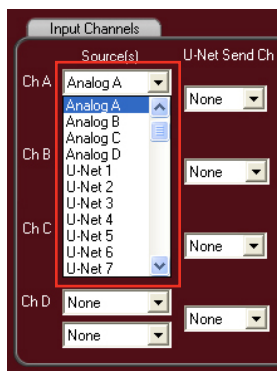 Input Channels
Source(s) U-Net Send Ch
Ch A Analog A
None
Analog A
Analog B
Analog C
Analog D
Ch B U-Net 1
None
U-Net 2
U-Net 3
U-Net 4
Ch C U-Net 5
None
U-Net 6
U-Net 7
Ch D None
None
None